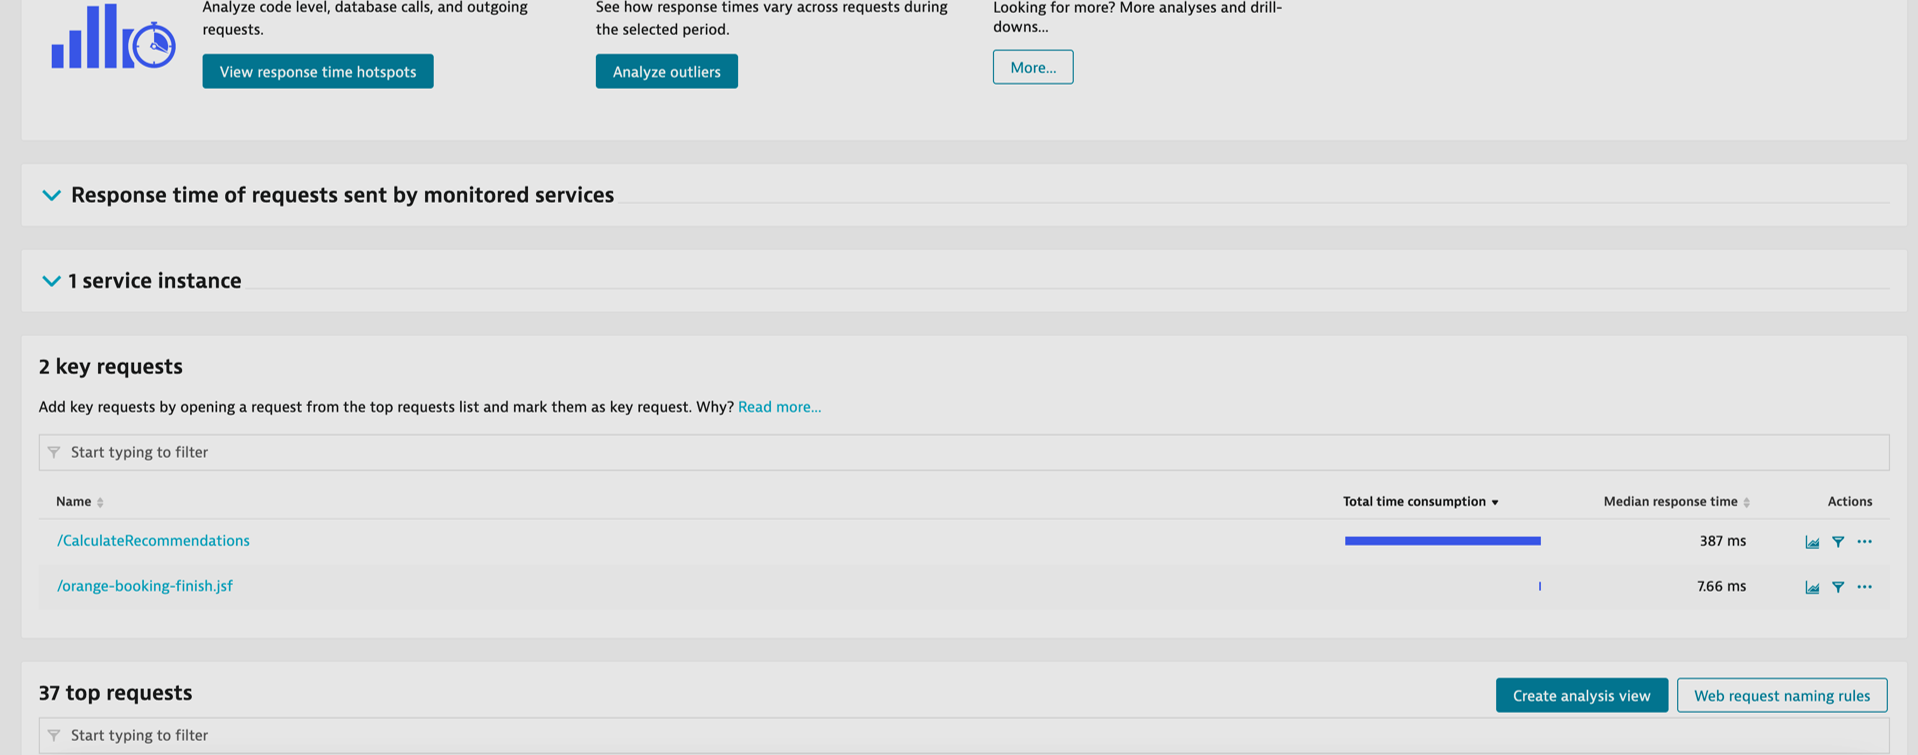 Analyze code level, database calls, and outgoing
requests.
View response time hotspots
See how response times vary across requests during
the selected period.
Analyze outliers
Looking for more? More analyses and drill-
downs...
More...
Response time of requests sent by monitored services
1 service instance
2 key requests
Add key requests by opening a request from the top requests list and mark them as key request. Why? Read more...
Start typing to filter
Name Total time consumption Median response time Actions
/CalculateRecommendations 387 ms
/orange-booking-finish.jsf 7.66 ms
37 top requests
Create analysis view Web request naming rules
Start typing to filter